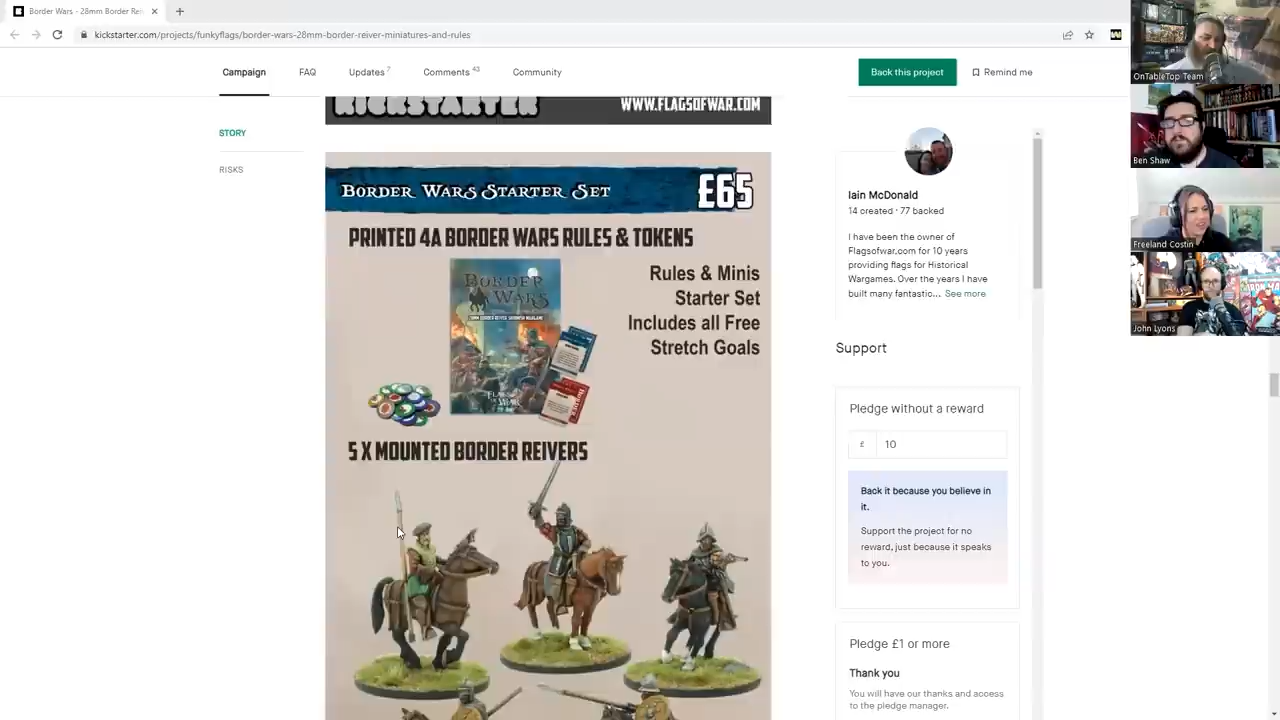 Border Wars - 28mm Border Rei
kickstarter.com/projects/funkyflags/border-wars-28mm-border-reiver-miniatures-and-rules
Campaign
FAQ
Updates 7
Comments 43
Community
Back this project
Remind me
STORY
RISKS
KICKSTARTER
WWW.FLAGSOFWAR.COM
BORDER WARS STARTER SET
£65
PRINTED 4A BORDER WARS RULES & TOKENS
BORDER
WARS
Rules & Minis
Starter Set
Includes all Free
Stretch Goals
5 X MOUNTED BORDER REIVERS
Iain McDonald
14 created · 77 backed
I have been the owner of
Flagsofwar.com for 10 years
providing flags for Historical
Wargames. Over the years I have
built many fantastic... See more
Support
Pledge without a reward
£ 10
Back it because you believe in
it.
Support the project for no
reward, just because it speaks
to you.
Pledge £1 or more
Thank you
You will have our thanks and access
to the pledge manager.
OnTableTop Team
Ben Shaw
Freeland Costin
John Lyons